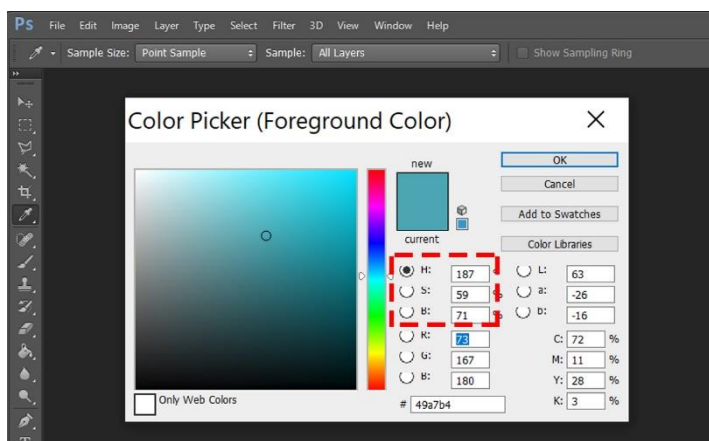 Ps File Edit Image Layer Type Select Filter 3D View Window Help
Sample Size: Point Sample Sample: All Layers Show Sampling Ring
Color Picker (Foreground Color)
new
OK
Cancel
Add to Swatches
current
Color Libraries
H: 187 ° L: 63
S: 59 % a: -26
B: 71 % b: -16
R: 73 C: 72 %
G: 167 M: 11 %
B: 180 Y: 28 %
Only Web Colors # 49a7b4 K: 3 %